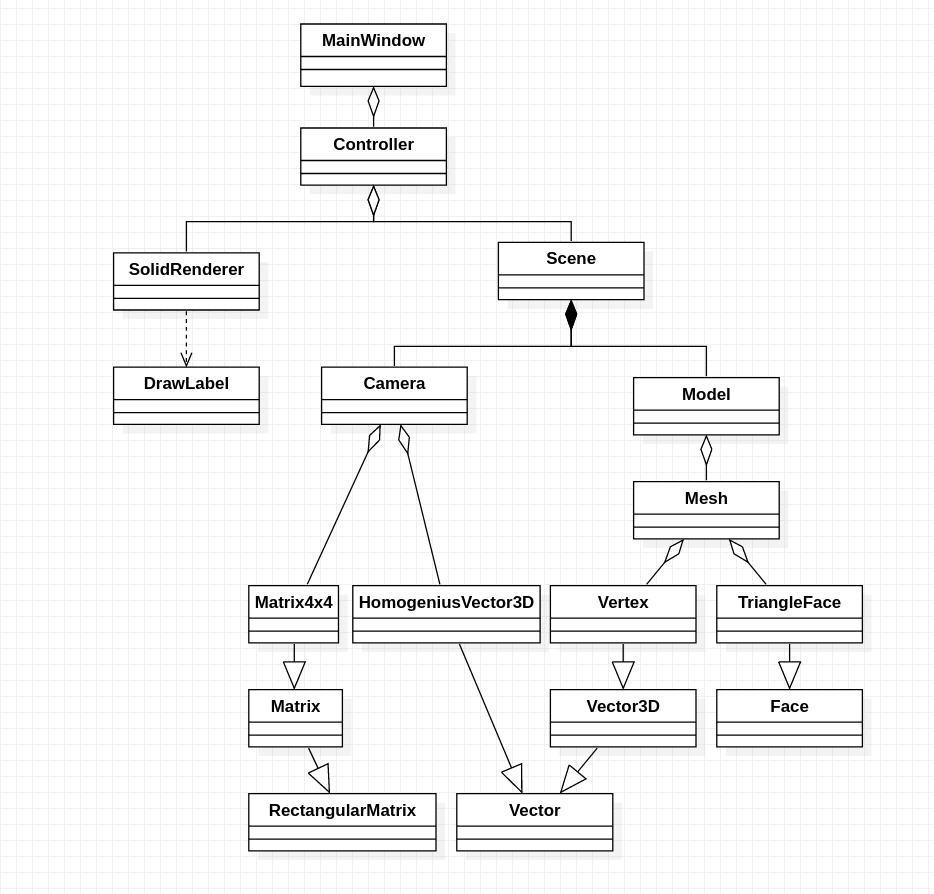 MainWindow
Controller
SolidRenderer
Scene
DrawLabel
Camera
Model
Mesh
Matrix4x4
HomogeniusVector3D
Vertex
TriangleFace
Matrix
Vector3D
Face
RectangularMatrix
Vector